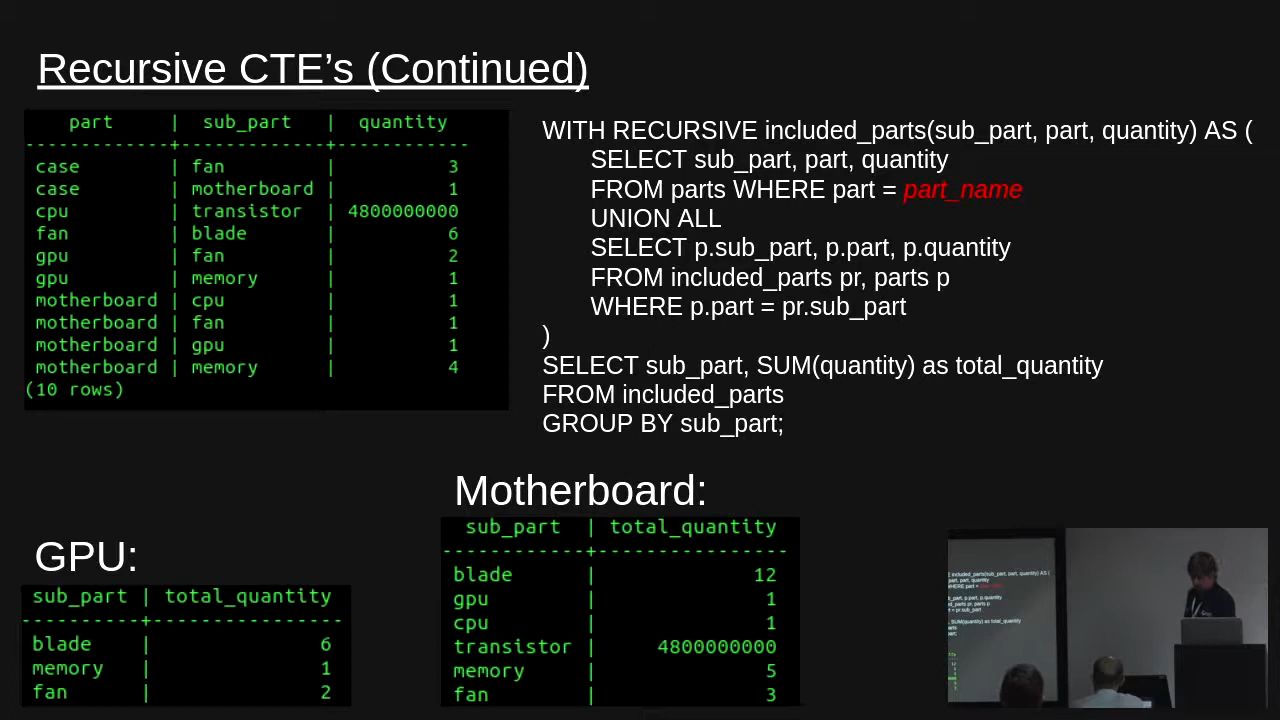 Recursive CTE’s (Continued)
part | sub_part | quantity
-------------+-------------+------------
case | fan | 3
case | motherboard | 1
cpu | transistor | 4800000000
fan | blade | 6
gpu | fan | 2
gpu | memory | 1
motherboard | cpu | 1
motherboard | fan | 1
motherboard | gpu | 1
motherboard | memory | 4
(10 rows)
WITH RECURSIVE included_parts(sub_part, part, quantity) AS (
SELECT sub_part, part, quantity
FROM parts WHERE part = part_name
UNION ALL
SELECT p.sub_part, p.part, p.quantity
FROM included_parts pr, parts p
WHERE p.part = pr.sub_part
)
SELECT sub_part, SUM(quantity) as total_quantity
FROM included_parts
GROUP BY sub_part;
GPU:
sub_part | total_quantity
----------+----------------
blade | 6
memory | 1
fan | 2
Motherboard:
sub_part | total_quantity
------------+----------------
blade | 12
gpu | 1
cpu | 1
transistor | 4800000000
memory | 5
fan | 3